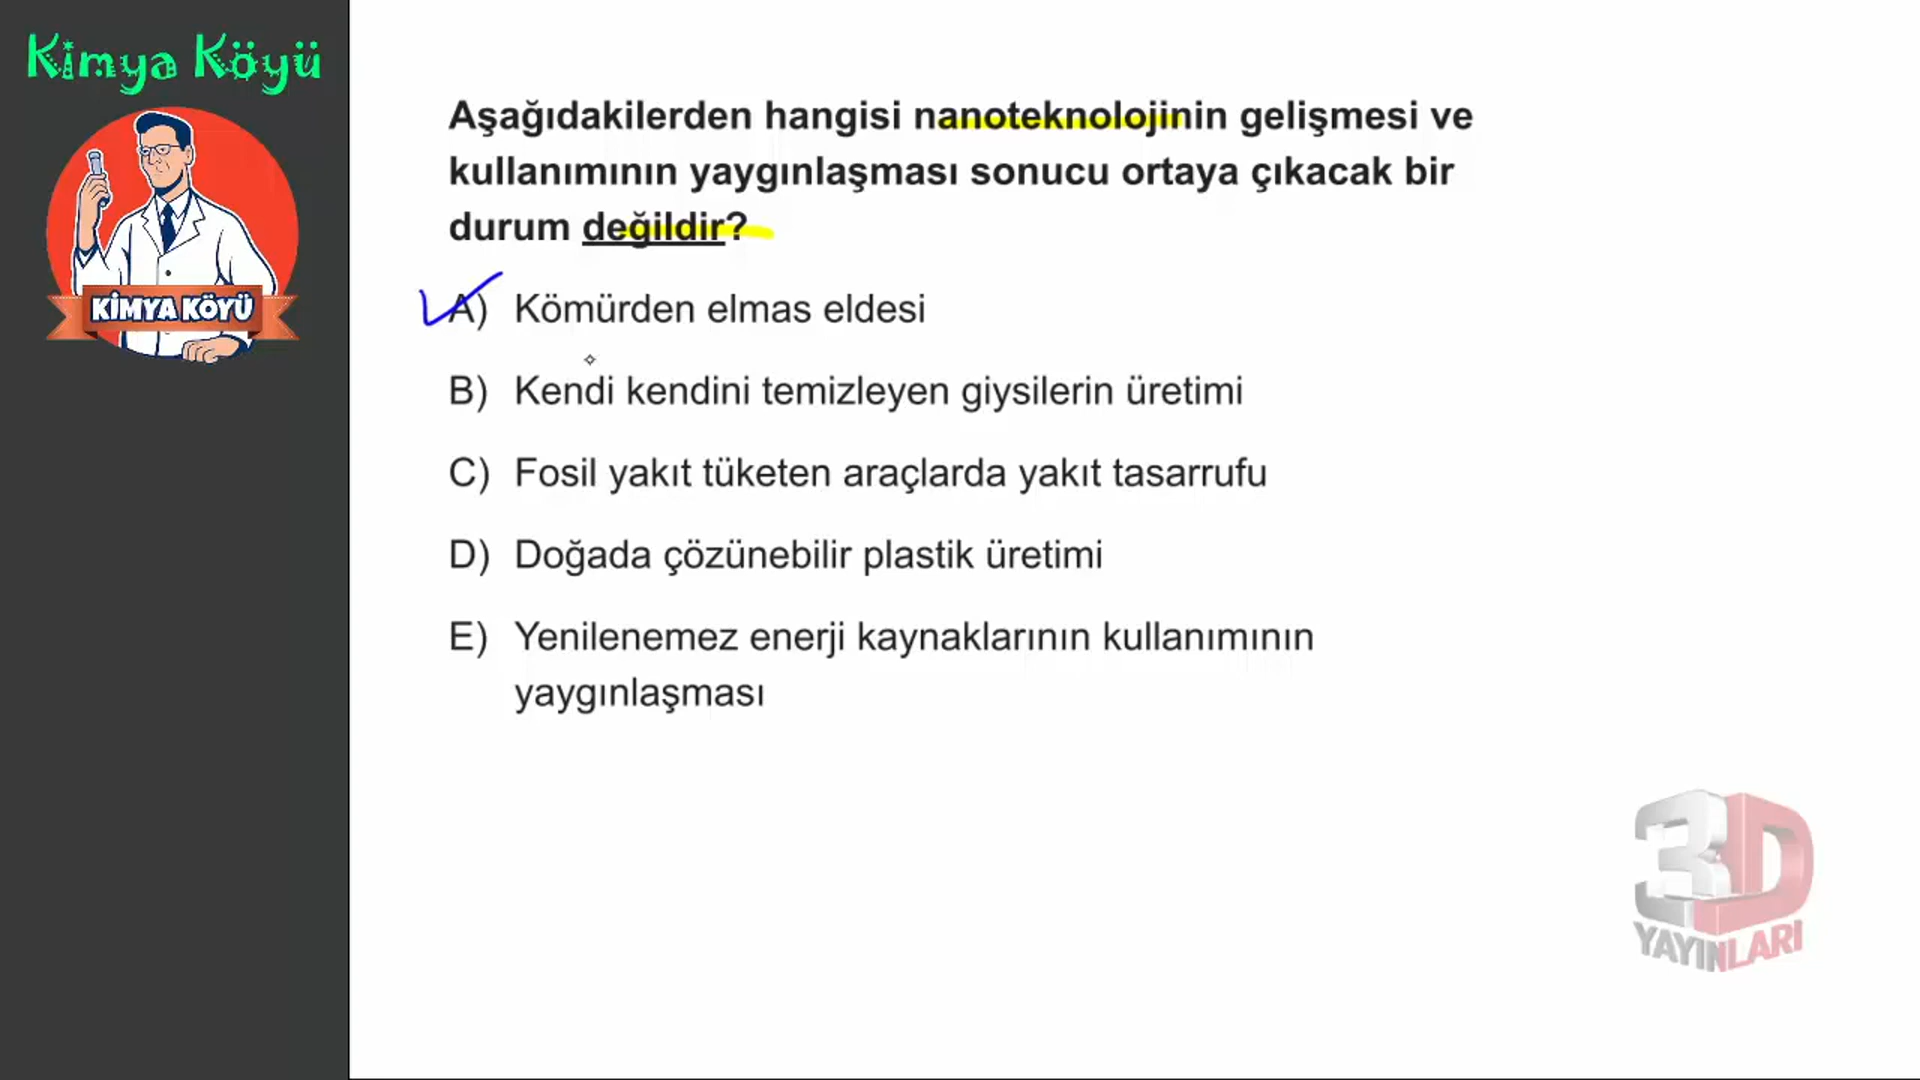 Kimya Köyü
KİMYA KÖYÜ
Aşağıdakilerden hangisi nanoteknolojinin gelişmesi ve
kullanımının yaygınlaşması sonucu ortaya çıkacak bir
durum değildir?
A) Kömürden elmas eldesi
B) Kendi kendini temizleyen giysilerin üretimi
C) Fosil yakıt tüketen araçlarda yakıt tasarrufu
D) Doğada çözünebilir plastik üretimi
E) Yenilenemez enerji kaynaklarının kullanımının
yaygınlaşması
3D
YAYINLARI